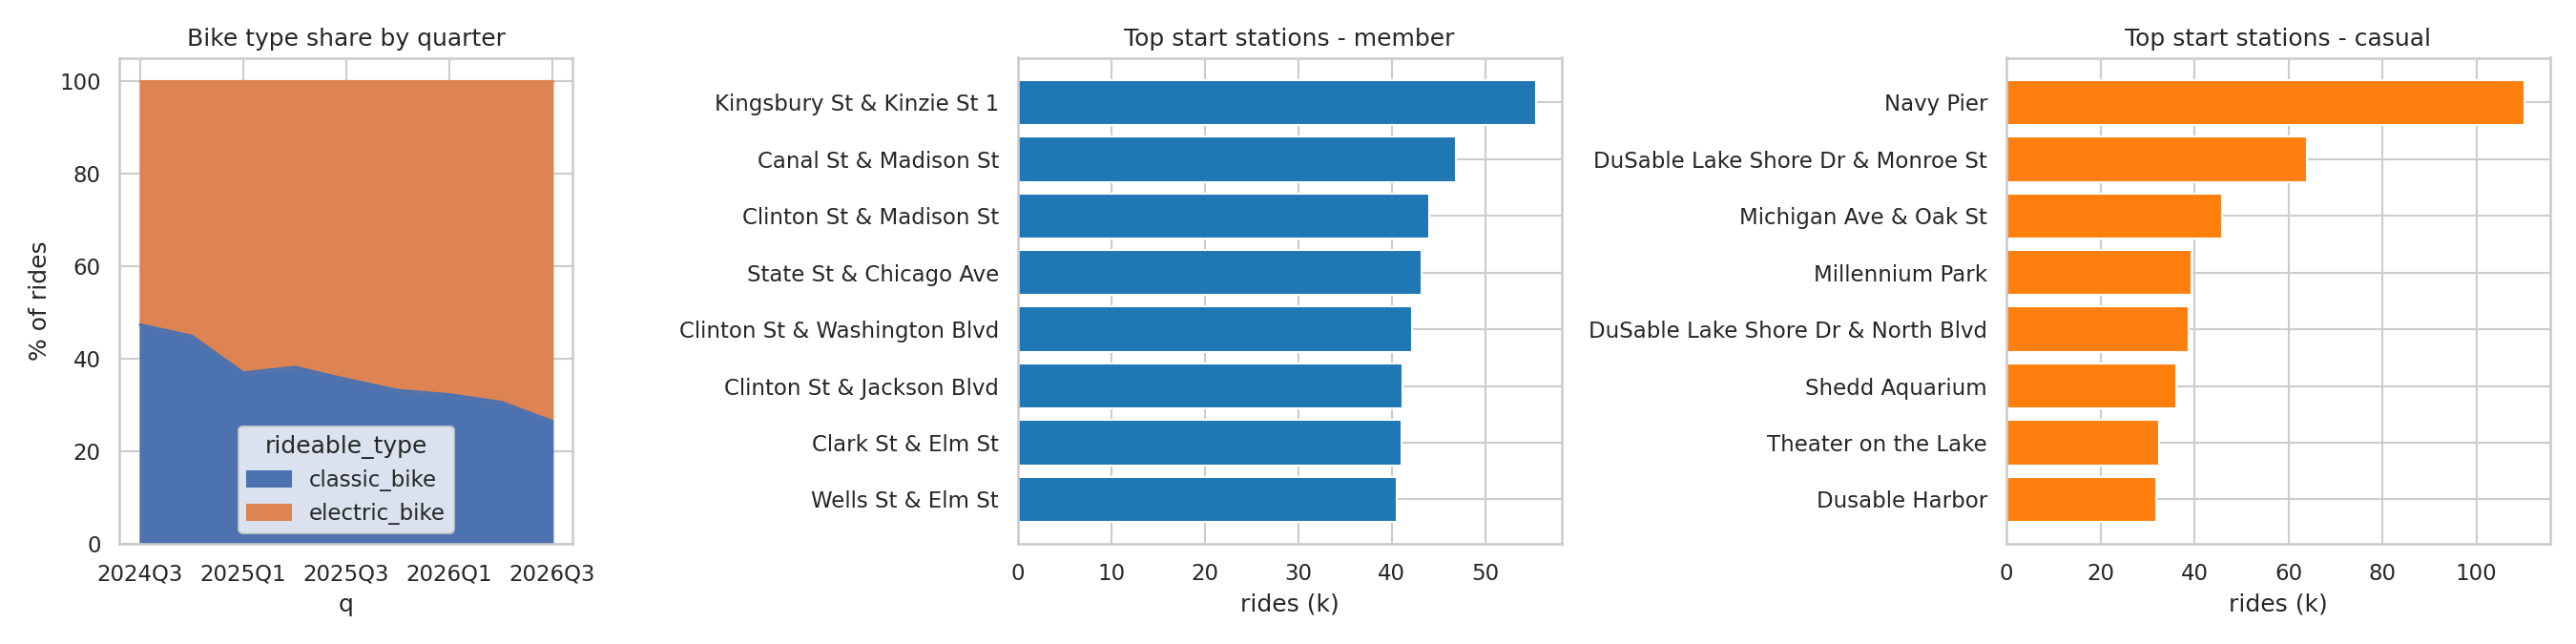 Bike type share by quarter
% of rides
100
80
60
40
20
0
rideable_type
classic_bike
electric_bike
2024Q3 2025Q1 2025Q3 2026Q1 2026Q3
q
Top start stations - member
Kingsbury St & Kinzie St 1
Canal St & Madison St
Clinton St & Madison St
State St & Chicago Ave
Clinton St & Washington Blvd
Clinton St & Jackson Blvd
Clark St & Elm St
Wells St & Elm St
0 10 20 30 40 50
rides (k)
Top start stations - casual
Navy Pier
DuSable Lake Shore Dr & Monroe St
Michigan Ave & Oak St
Millennium Park
DuSable Lake Shore Dr & North Blvd
Shedd Aquarium
Theater on the Lake
Dusable Harbor
0 20 40 60 80 100
rides (k)